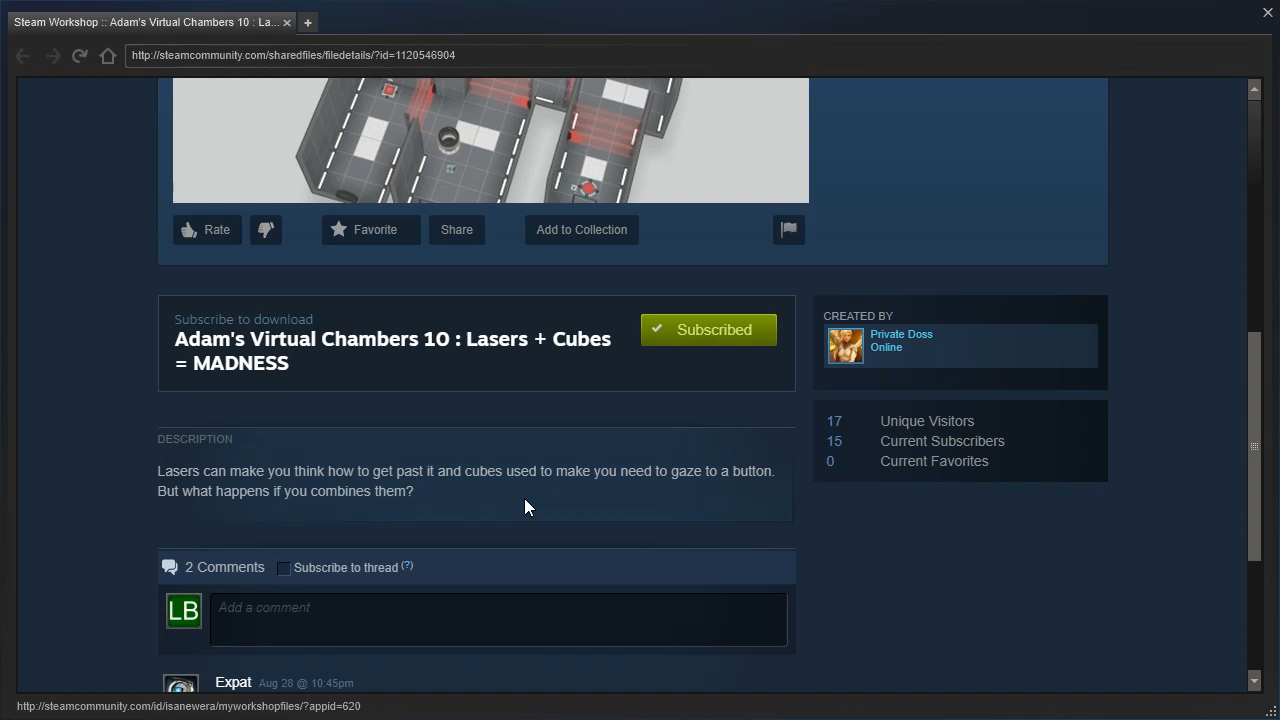 Steam Workshop :: Adam's Virtual Chambers 10 : La...
http://steamcommunity.com/sharedfiles/filedetails/?id=1120546904
Rate
Favorite
Share
Add to Collection
Subscribe to download
Adam's Virtual Chambers 10 : Lasers + Cubes
= MADNESS
Subscribed
CREATED BY
Private Doss
Online
17 Unique Visitors
15 Current Subscribers
0 Current Favorites
DESCRIPTION
Lasers can make you think how to get past it and cubes used to make you need to gaze to a button.
But what happens if you combines them?
2 Comments
Subscribe to thread (?)
LB
Add a comment
Expat Aug 28 @ 10:45pm
http://steamcommunity.com/id/isanewera/myworkshopfiles/?appid=620